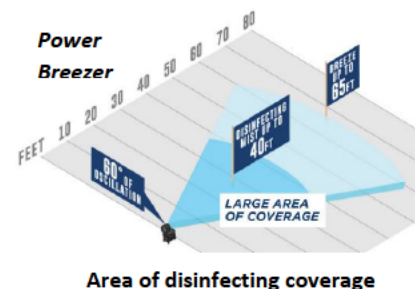 Power
Breezer
FEET 10 20 30 40 50 60 70 80
BREEZE
UP TO
65FT
DISINFECTING
MIST UP TO
40FT
60° OF
OSCILLATION
LARGE AREA
OF COVERAGE
Area of disinfecting coverage